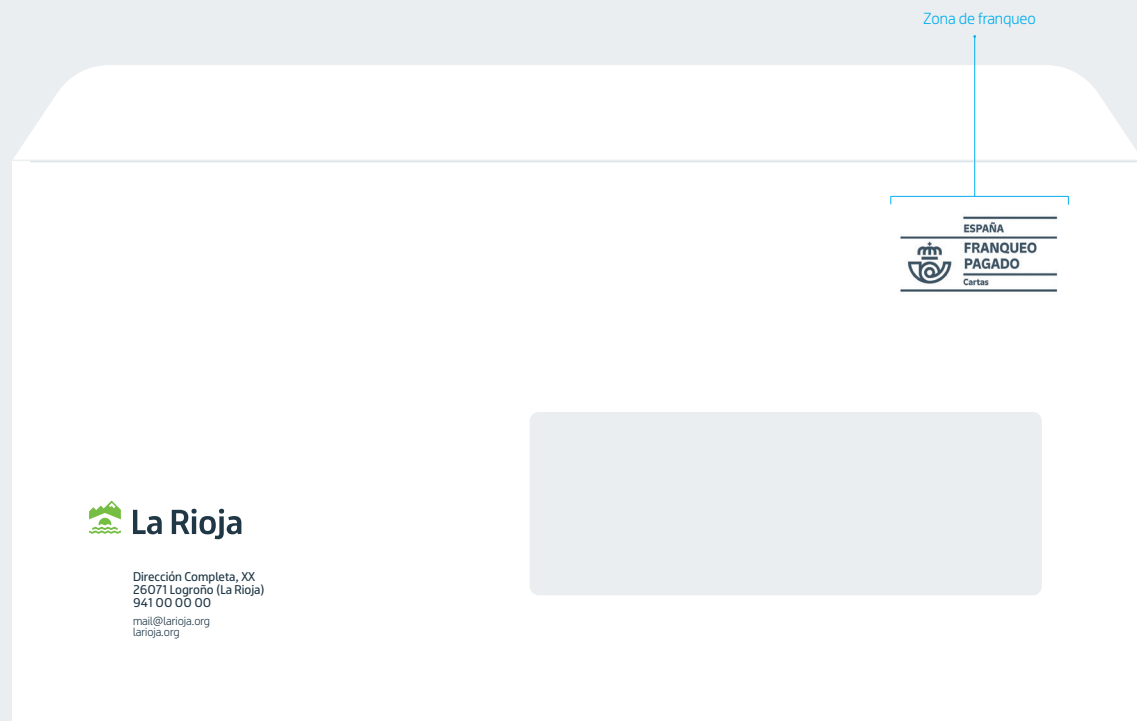 Zona de franqueo
ESPAÑA
FRANQUEO
PAGADO
Cartas
La Rioja
Dirección Completa, XX
26071 Logroño (La Rioja)
941 00 00 00
mail@larioja.org
larioja.org